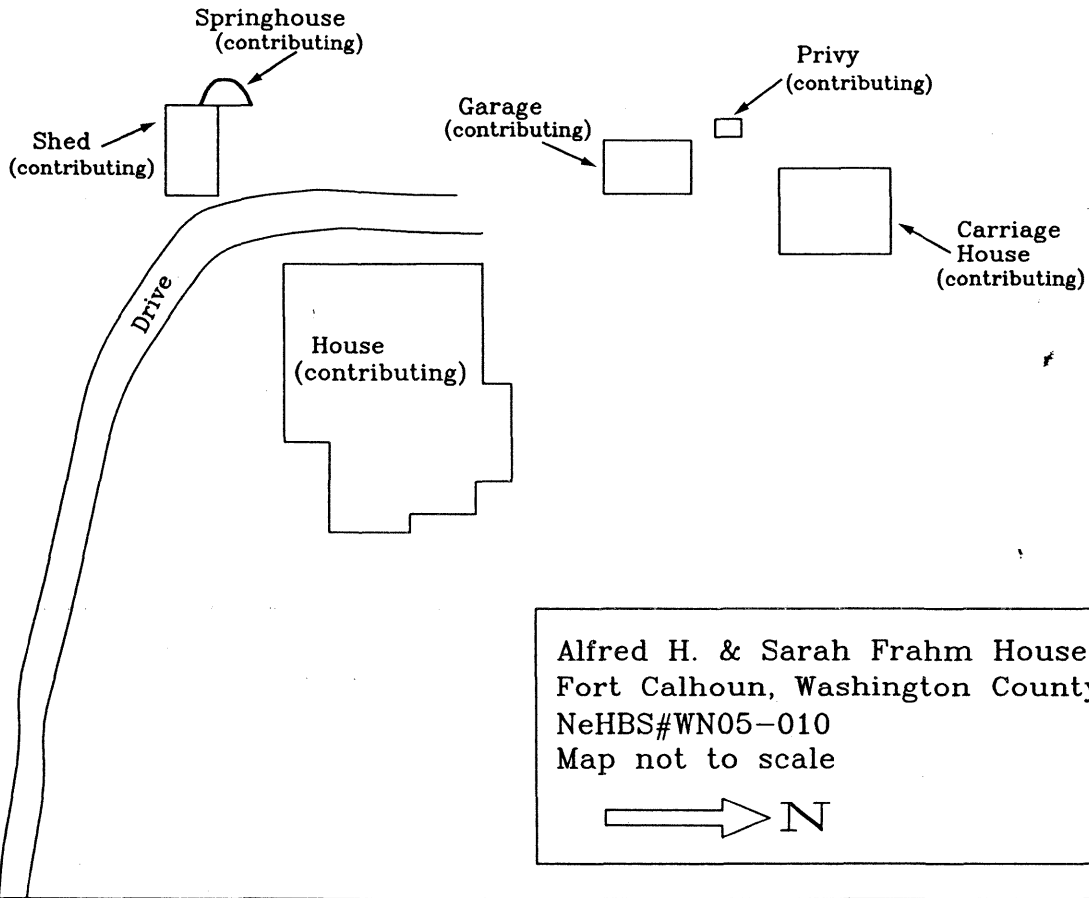 Springhouse
(contributing)
Privy
(contributing)
Garage
(contributing)
Shed
(contributing)
Carriage
House
(contributing)
Drive
House
(contributing)
Alfred H. & Sarah Frahm House
Fort Calhoun, Washington County
NeHBS#WN05-010
Map not to scale
N